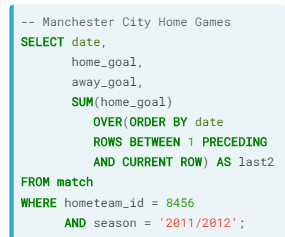 -- Manchester City Home Games
SELECT date,
home_goal,
away_goal,
SUM(home_goal)
OVER(ORDER BY date
ROWS BETWEEN 1 PRECEDING
AND CURRENT ROW) AS last2
FROM match
WHERE hometeam_id = 8456
AND season = '2011/2012';